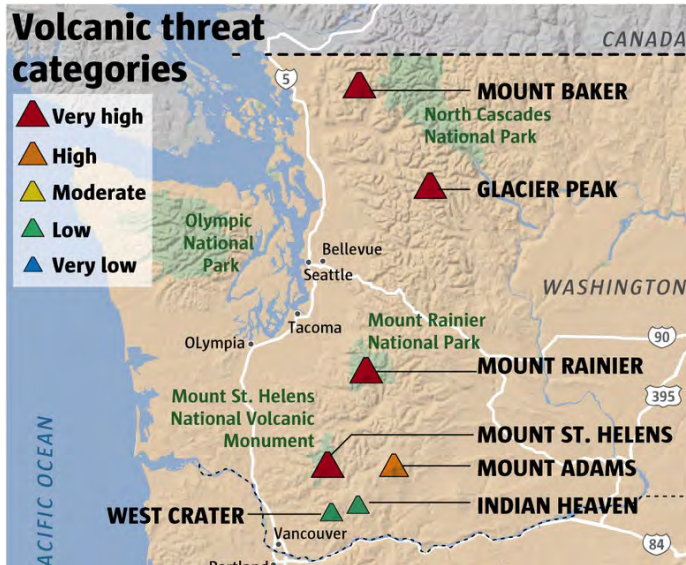 Volcanic threat
categories
Very high
High
Moderate
Low
Very low
CANADA
5
MOUNT BAKER
North Cascades
National Park
GLACIER PEAK
Olympic
National
Park
Bellevue
Seattle
WASHINGTON
Tacoma
OLympia
Mount Rainier
National Park
90
MOUNT RAINIER
395
Mount St. Helens
National Volcanic
Monument
MOUNT ST. HELENS
MOUNT ADAMS
INDIAN HEAVEN
WEST CRATER
Vancouver
84
ACIFIC OCEAN
Portland